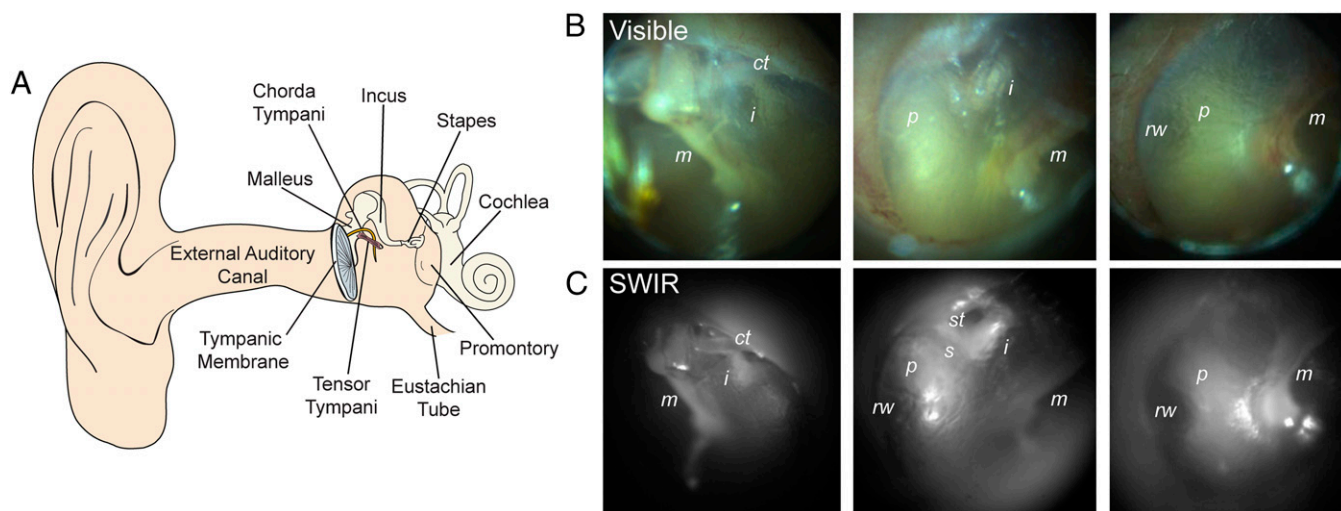 A
Chorda
Tympani
Incus
Stapes
Malleus
Cochlea
External Auditory
Canal
Tympanic
Membrane
Tensor
Tympani
Eustachian
Tube
Promontory
B
Visible
ct
i
m
p
i
m
rw
p
m
C
SWIR
ct
i
m
st
s
i
p
rw
m
p
m
rw